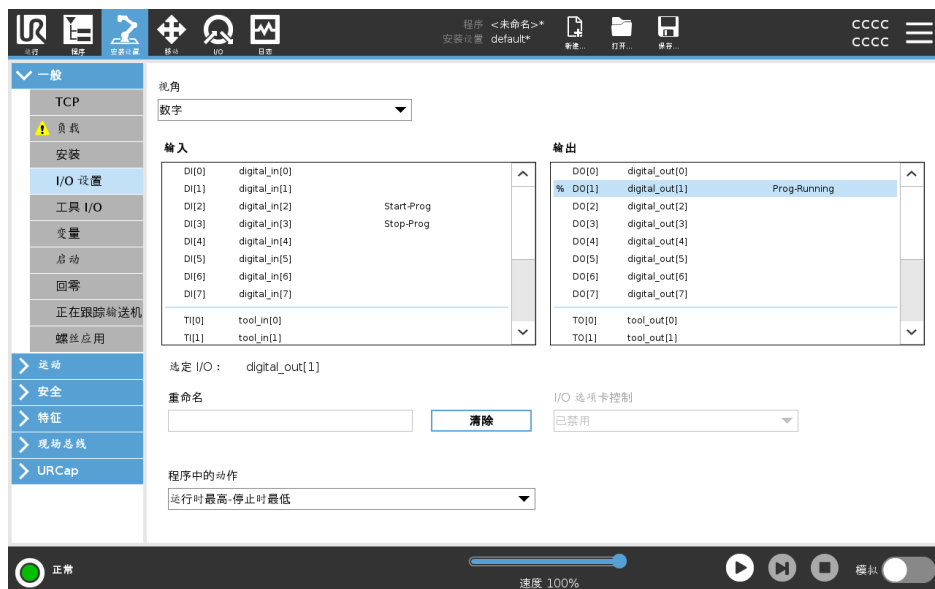 UR
运行
程序
安装设置
移动
I/O
日志
程序 <未命名>*
安装设置 default*
新建...
打开...
保存...
CCCC
CCCC
一般
TCP
负载
安装
I/O 设置
工具 I/O
变量
启动
回零
正在跟踪输送机
螺丝应用
运动
安全
特征
现场总线
URCap
视角
数字
输入
DI[0] digital_in[0]
DI[1] digital_in[1]
DI[2] digital_in[2] Start-Prog
DI[3] digital_in[3] Stop-Prog
DI[4] digital_in[4]
DI[5] digital_in[5]
DI[6] digital_in[6]
DI[7] digital_in[7]
TI[0] tool_in[0]
TI[1] tool_in[1]
输出
DO[0] digital_out[0]
% DO[1] digital_out[1] Prog-Running
DO[2] digital_out[2]
DO[3] digital_out[3]
DO[4] digital_out[4]
DO[5] digital_out[5]
DO[6] digital_out[6]
DO[7] digital_out[7]
TO[0] tool_out[0]
TO[1] tool_out[1]
选定 I/O： digital_out[1]
重命名
清除
I/O 选项卡控制
已禁用
程序中的动作
运行时最高-停止时最低
正常
速度 100%
模拟